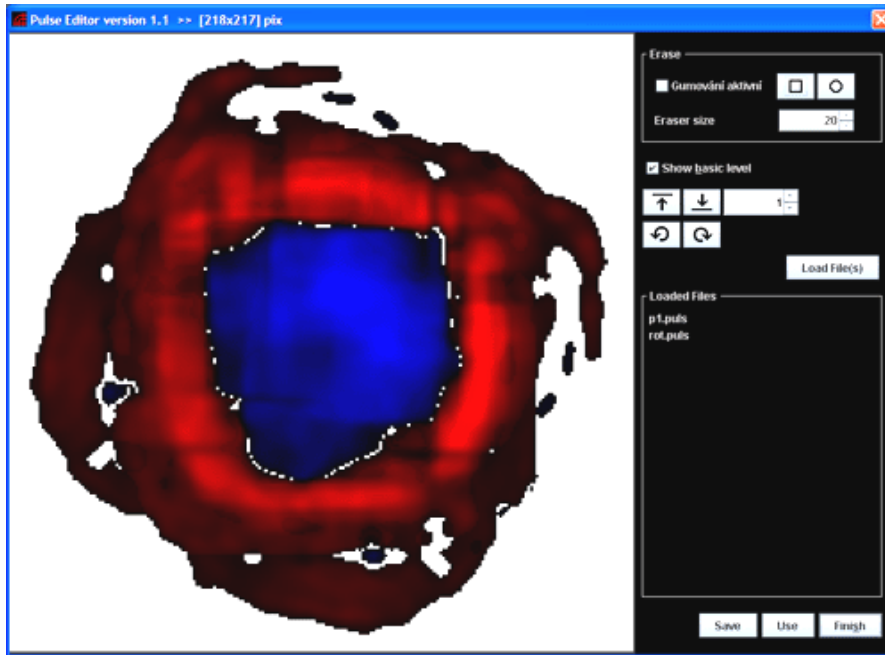 Pulse Editor version 1.1 >> [218x217] pix
Erase
Gumování aktivní
Eraser size 20
Show basic level
1
Load File(s)
Loaded Files
p1.puls
rot.puls
Save Use Finish